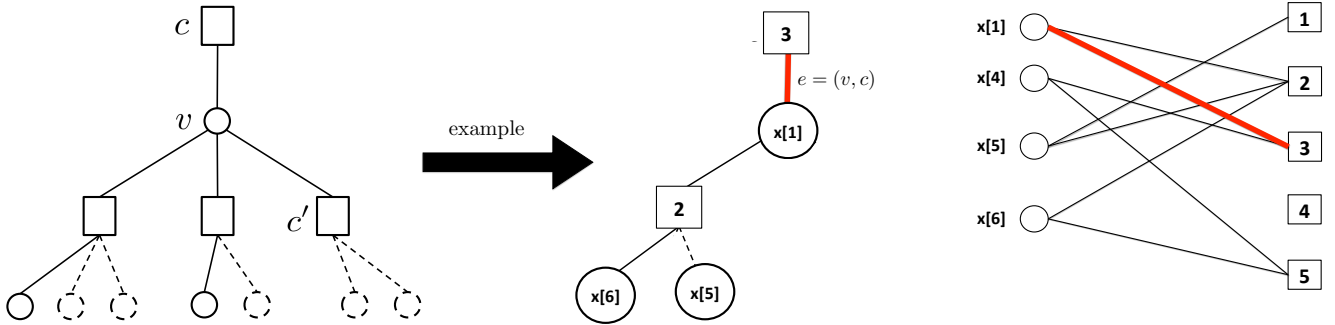 c
v
c′
example
3
e = (v, c)
x[1]
2
x[6]
x[5]
x[1]
x[4]
x[5]
x[6]
1
2
3
4
5